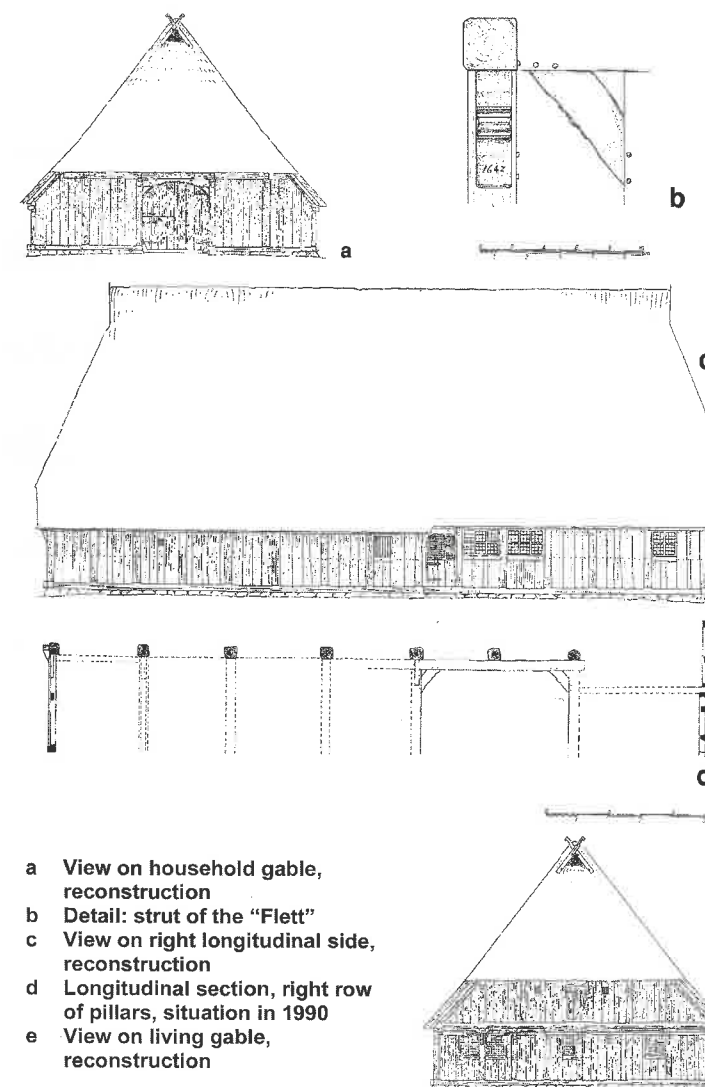 1642
b
a
c
d
a View on household gable,
reconstruction
b Detail: strut of the “Flett”
c View on right longitudinal side,
reconstruction
d Longitudinal section, right row
of pillars, situation in 1990
e View on living gable,
reconstruction